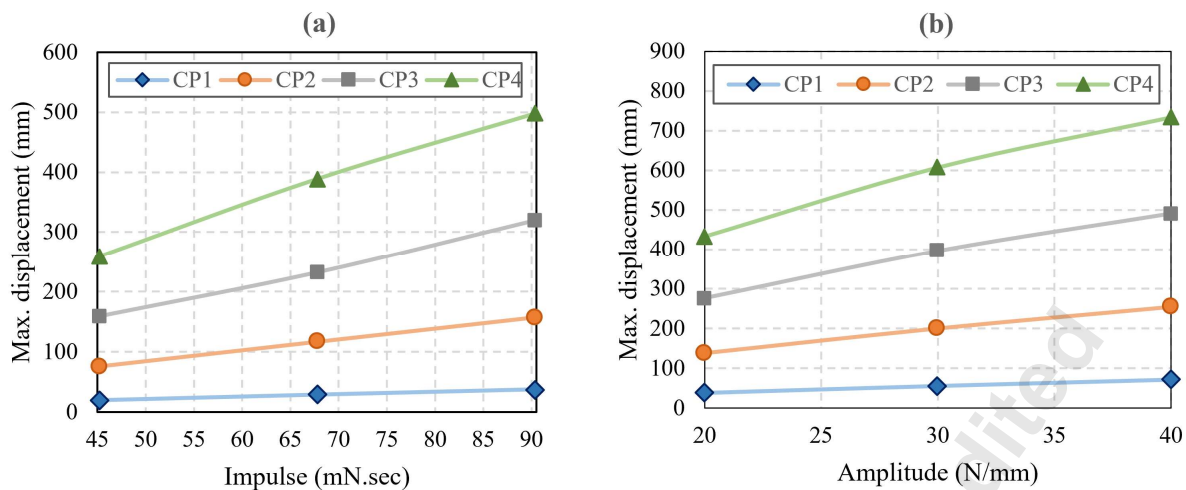 (a)
600
500
400
300
200
100
0
Max. displacement (mm)
CP1 CP2 CP3 CP4
45 50 55 60 65 70 75 80 85 90
Impulse (mN.sec)
(b)
900
800
700
600
500
400
300
200
100
0
Max. displacement (mm)
CP1 CP2 CP3 CP4
20 25 30 35 40
Amplitude (N/mm)
dited